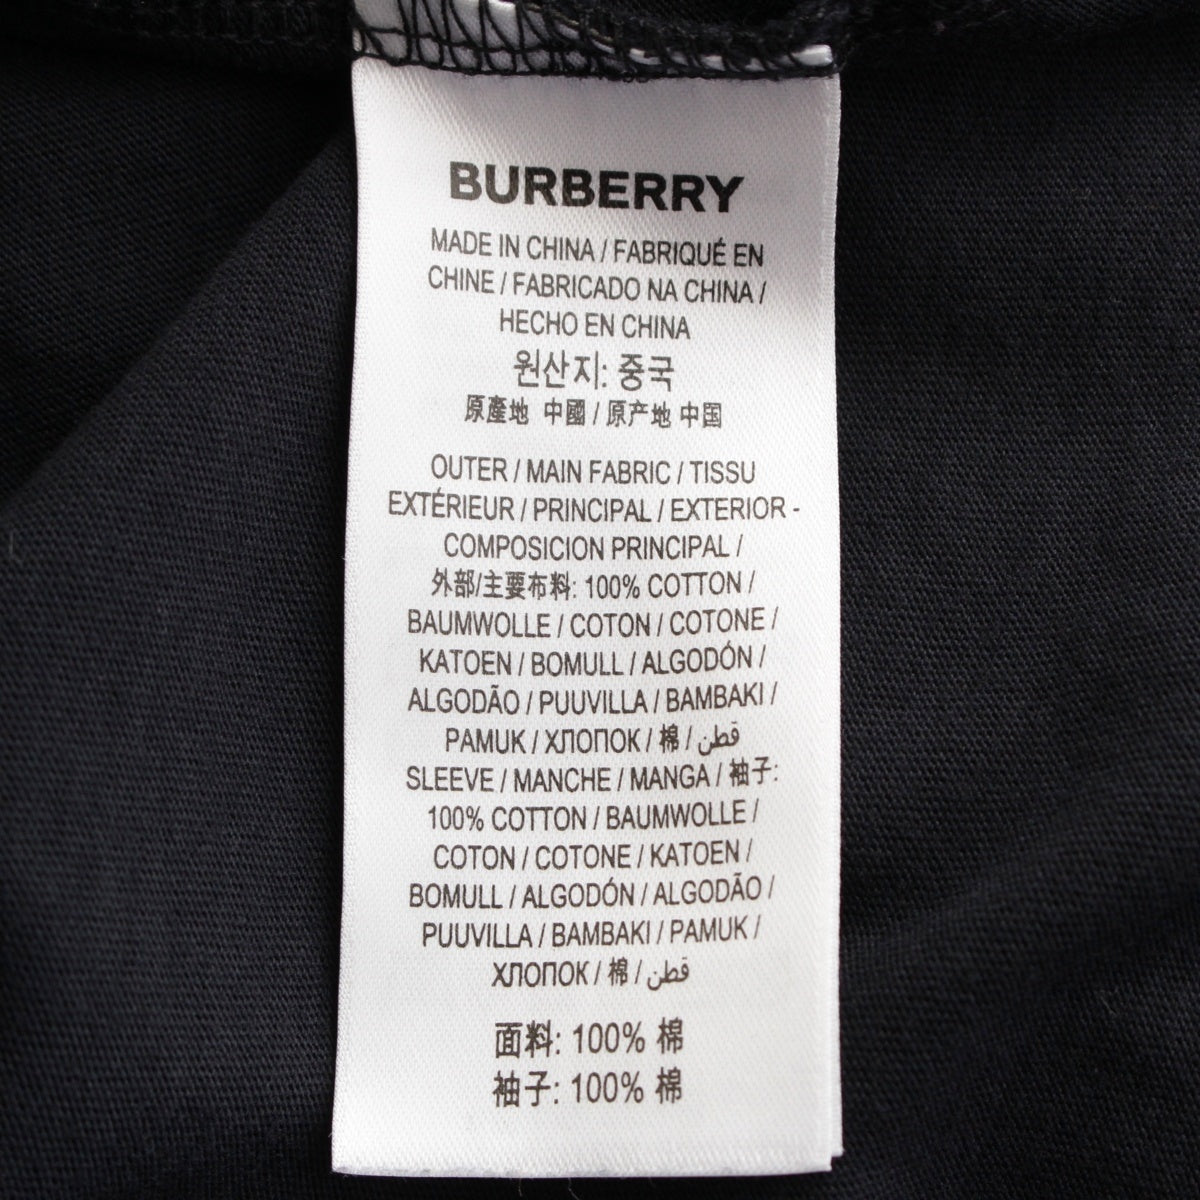 BURBERRY
MADE IN CHINA / FABRIQUÉ EN
CHINE / FABRICADO NA CHINA /
HECHO EN CHINA
원산지: 중국
原產地 中國 / 原产地 中国
OUTER / MAIN FABRIC / TISSU
EXTÉRIEUR / PRINCIPAL / EXTERIOR -
COMPOSICION PRINCIPAL /
外部/主要布料: 100% COTTON /
BAUMWOLLE / COTON / COTONE /
KATOEN / BOMULL / ALGODÓN /
ALGODÃO / PUUVILLA / BAMBAKI /
PAMUK / ХЛОПОК / 棉 / قطن
SLEEVE / MANCHE / MANGA / 袖子:
100% COTTON / BAUMWOLLE /
COTON / COTONE / KATOEN /
BOMULL / ALGODÓN / ALGODÃO /
PUUVILLA / BAMBAKI / PAMUK /
ХЛОПОК / 棉 / قطن
面料: 100% 棉
袖子: 100% 棉